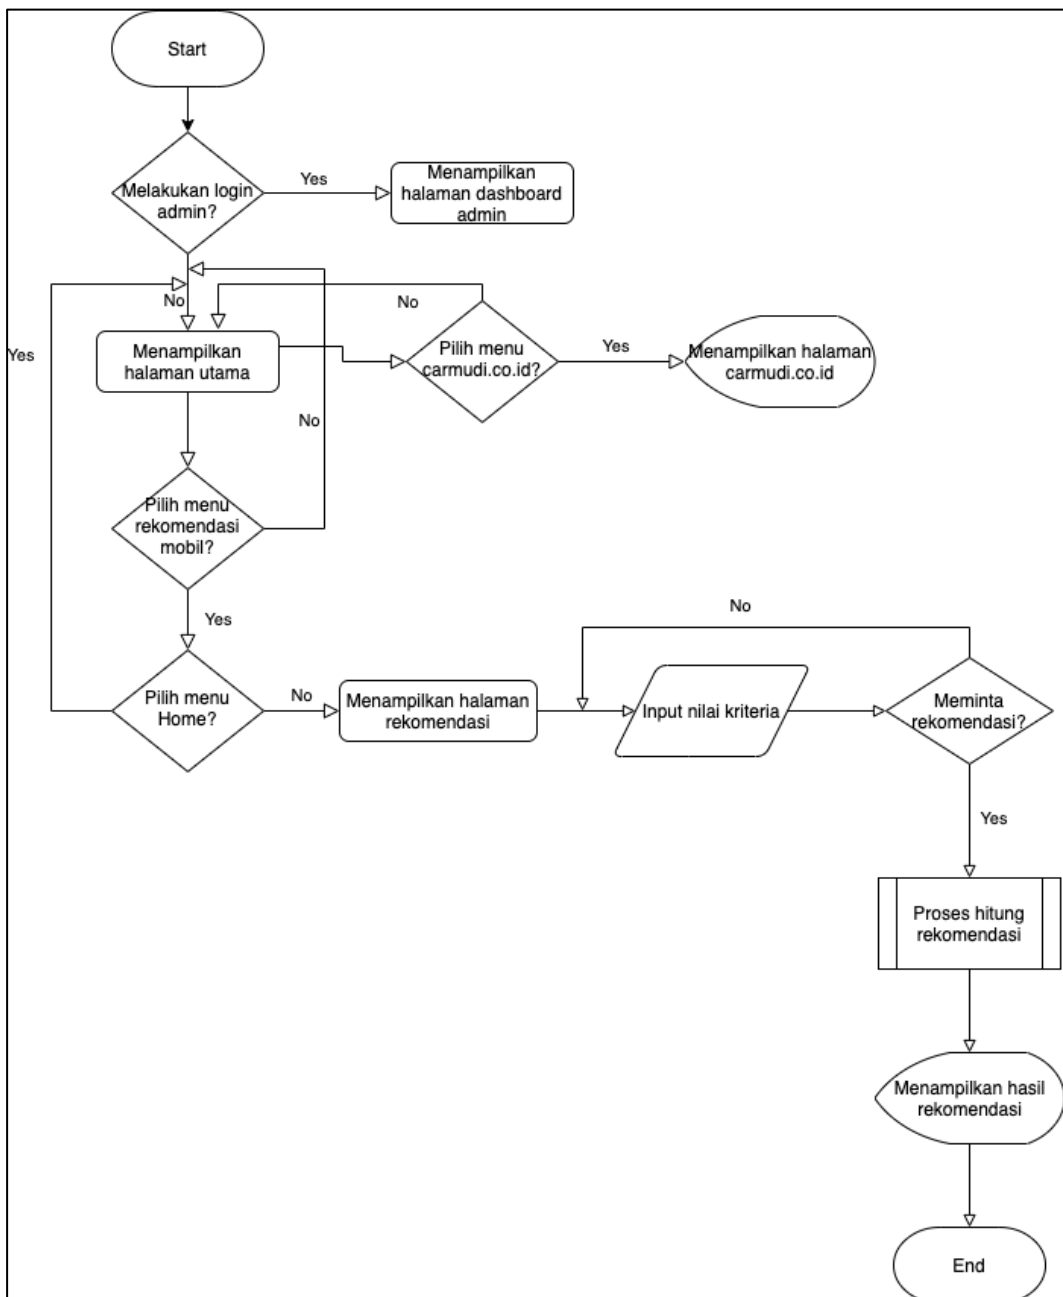 Start
Melakukan login
admin?
Yes
Menampilkan
halaman dashboard
admin
No
Menampilkan
halaman utama
No
Pilih menu
carmudi.co.id?
Yes
Menampilkan halaman
carmudi.co.id
Yes
No
Pilih menu
rekomendasi
mobil?
Yes
Pilih menu
Home?
No
Menampilkan halaman
rekomendasi
Input nilai kriteria
No
Meminta
rekomendasi?
Yes
Proses hitung
rekomendasi
Menampilkan hasil
rekomendasi
End